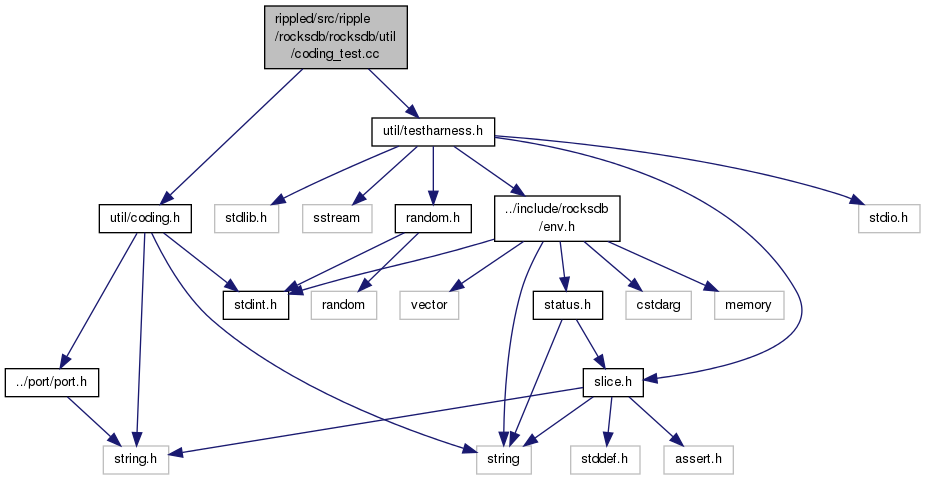 rippled/src/ripple
/rocksdb/rocksdb/util
/coding_test.cc
util/testharness.h
util/coding.h
stdlib.h
sstream
random.h
../include/rocksdb
/env.h
stdio.h
stdint.h
random
vector
status.h
cstdarg
memory
../port/port.h
slice.h
string.h
string
stddef.h
assert.h